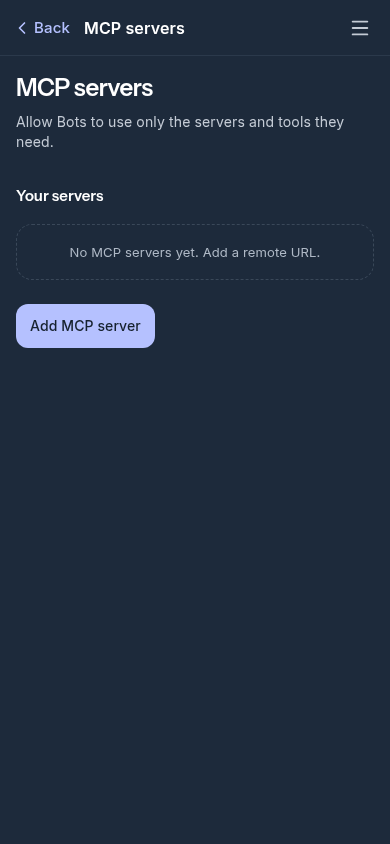 Back
MCP servers
MCP servers
Allow Bots to use only the servers and tools they
need.
Your servers
No MCP servers yet. Add a remote URL.
Add MCP server